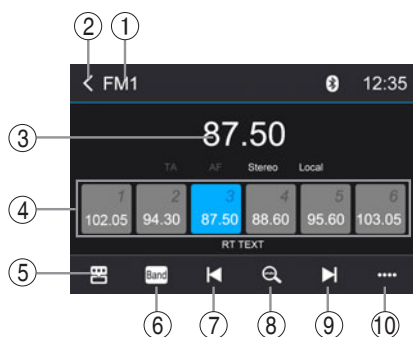 ② ①
FM1 12:35
③ 87.50
TA AF Stereo Local
④ 1 2 3 4 5 6
102.05 94.30 87.50 88.60 95.60 103.05
RT TEXT
⑤ Band
⑥ ⑦ ⑧ ⑨ ⑩